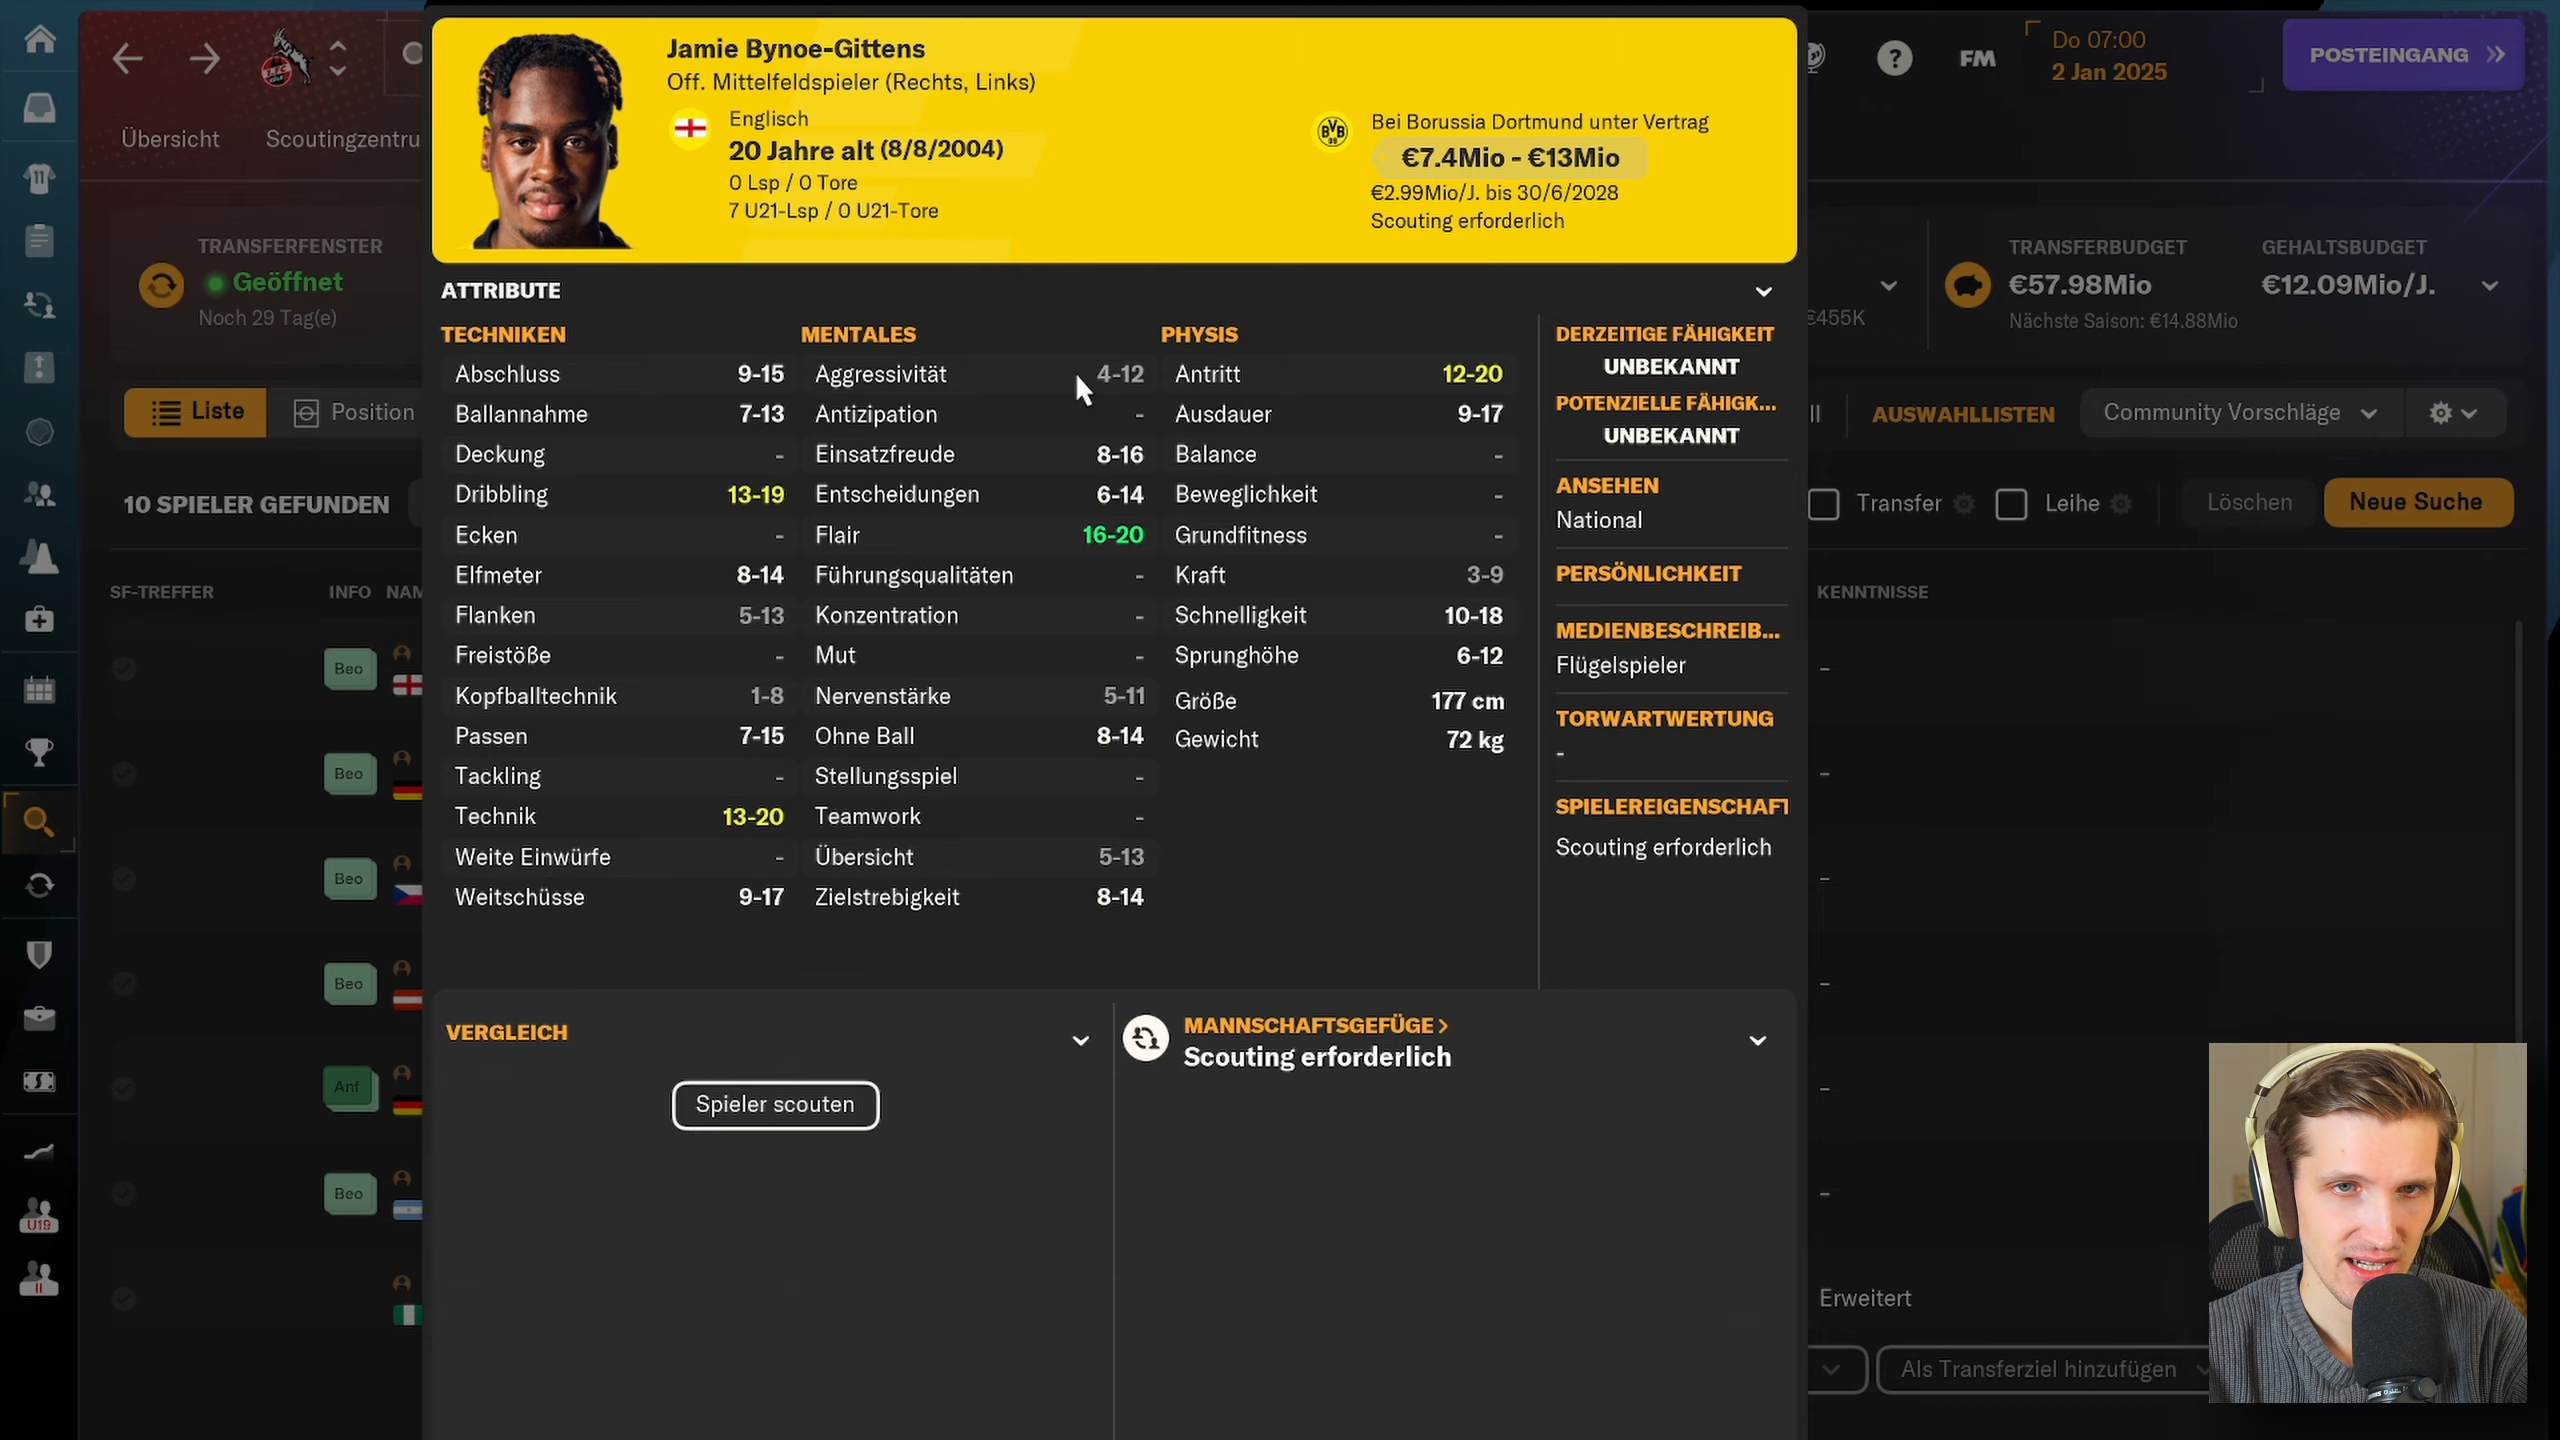 Jamie Bynoe-Gittens
Off. Mittelfeldspieler (Rechts, Links)
Englisch
20 Jahre alt (8/8/2004)
0 Lsp / 0 Tore
7 U21-Lsp / 0 U21-Tore
Bei Borussia Dortmund unter Vertrag
€7.4Mio - €13Mio
€2.99Mio/J. bis 30/6/2028
Scouting erforderlich
BVB 09
FM
Do 07:00
2 Jan 2025
POSTEINGANG
Übersicht
Scoutingzentru
TRANSFERFENSTER
Geöffnet
Noch 29 Tag(e)
€455K
TRANSFERBUDGET
€57.98Mio
GEHALTSBUDGET
€12.09Mio/J.
Nächste Saison: €14.88Mio
Liste
Position
AUSWAHLLISTEN
Community Vorschläge
10 SPIELER GEFUNDEN
Transfer
Leihe
Löschen
Neue Suche
SF-TREFFER
INFO
NAM
KENNTNISSE
Beo
-
Beo
-
Beo
-
Beo
-
Anf
-
Beo
-
ATTRIBUTE
TECHNIKEN
Abschluss 9-15
Ballannahme 7-13
Deckung -
Dribbling 13-19
Ecken -
Elfmeter 8-14
Flanken 5-13
Freistöße -
Kopfballtechnik 1-8
Passen 7-15
Tackling -
Technik 13-20
Weite Einwürfe -
Weitschüsse 9-17
MENTALES
Aggressivität 4-12
Antizipation -
Einsatzfreude 8-16
Entscheidungen 6-14
Flair 16-20
Führungsqualitäten -
Konzentration -
Mut -
Nervenstärke 5-11
Ohne Ball 8-14
Stellungsspiel -
Teamwork -
Übersicht 5-13
Zielstrebigkeit 8-14
PHYSIS
Antritt 12-20
Ausdauer 9-17
Balance -
Beweglichkeit -
Grundfitness -
Kraft 3-9
Schnelligkeit 10-18
Sprunghöhe 6-12
Größe 177 cm
Gewicht 72 kg
DERZEITIGE FÄHIGKEIT
UNBEKANNT
POTENZIELLE FÄHIGK...
UNBEKANNT
ANSEHEN
National
PERSÖNLICHKEIT
MEDIENBESCHREIB...
Flügelspieler
TORWARTWERTUNG
-
SPIELEREIGENSCHAFT
Scouting erforderlich
VERGLEICH
Spieler scouten
MANNSCHAFTSGEFÜGE >
Scouting erforderlich
Erweitert
Als Transferziel hinzufügen
11
U19
II